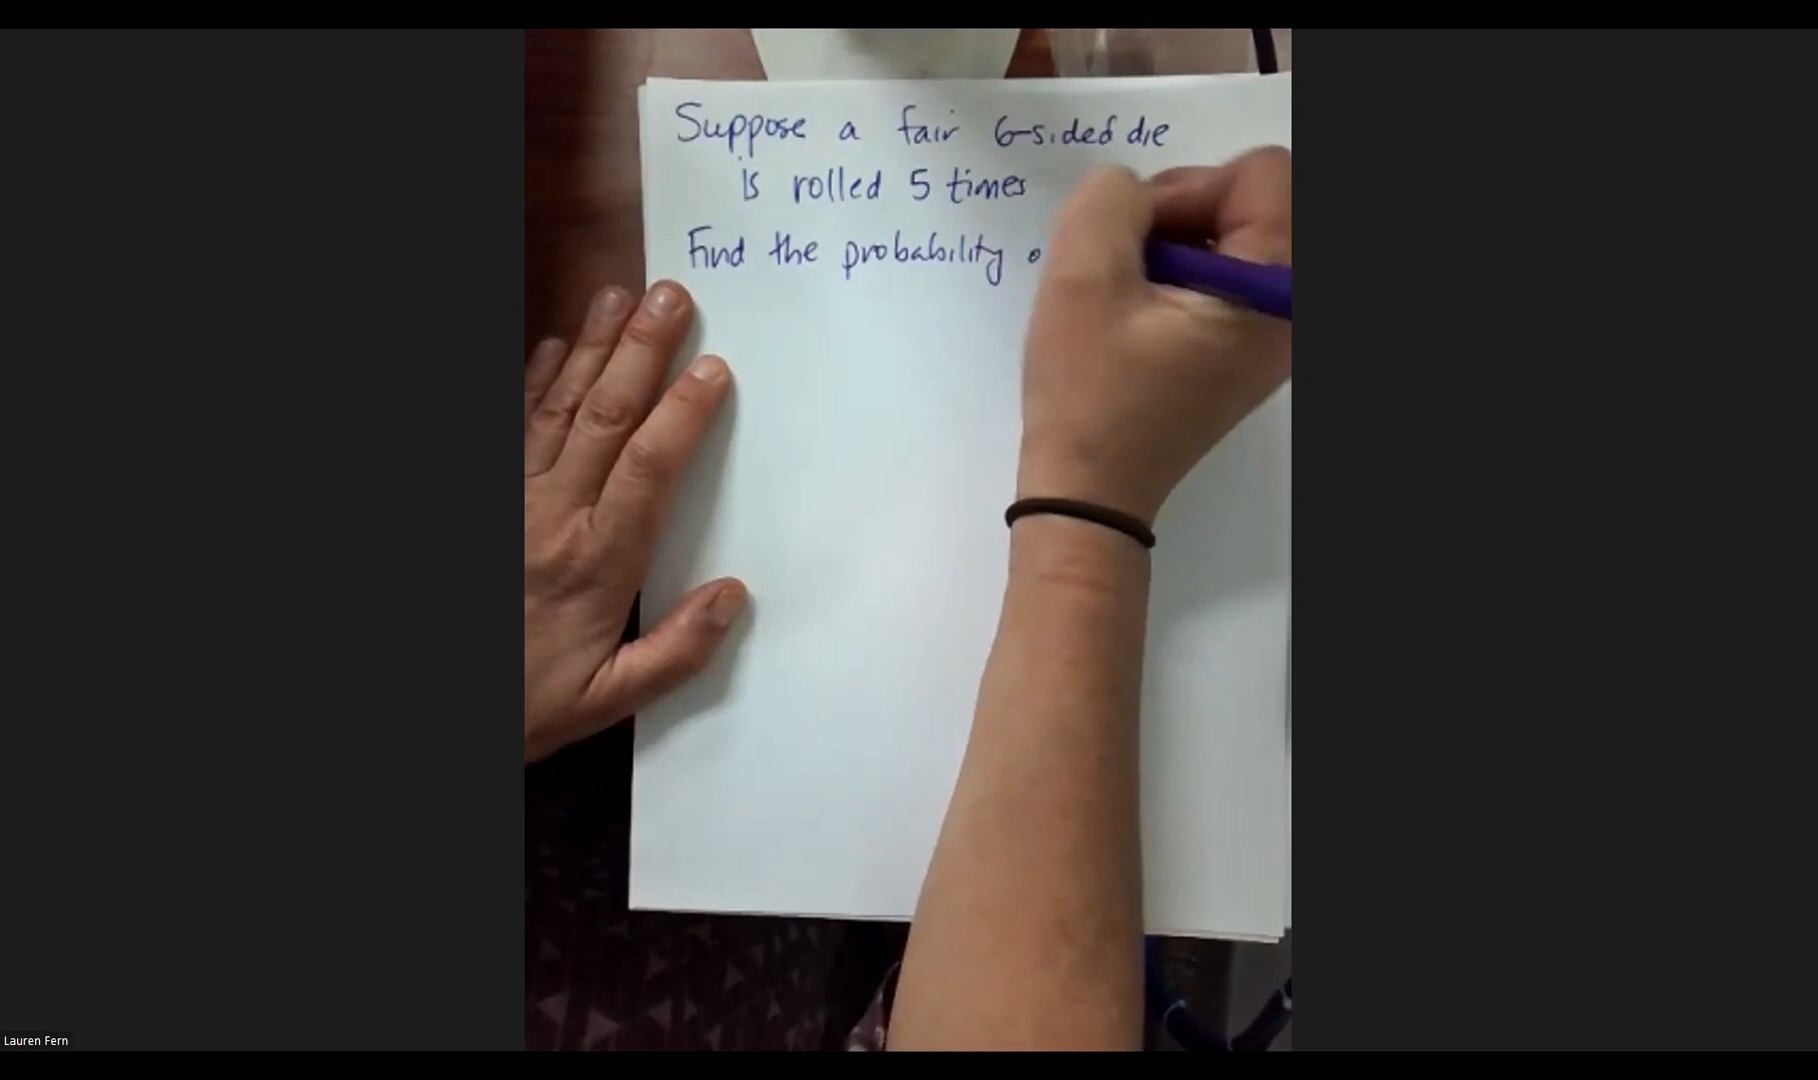 Suppose a fair 6-sided die
is rolled 5 times
Find the probability o
Lauren Fern